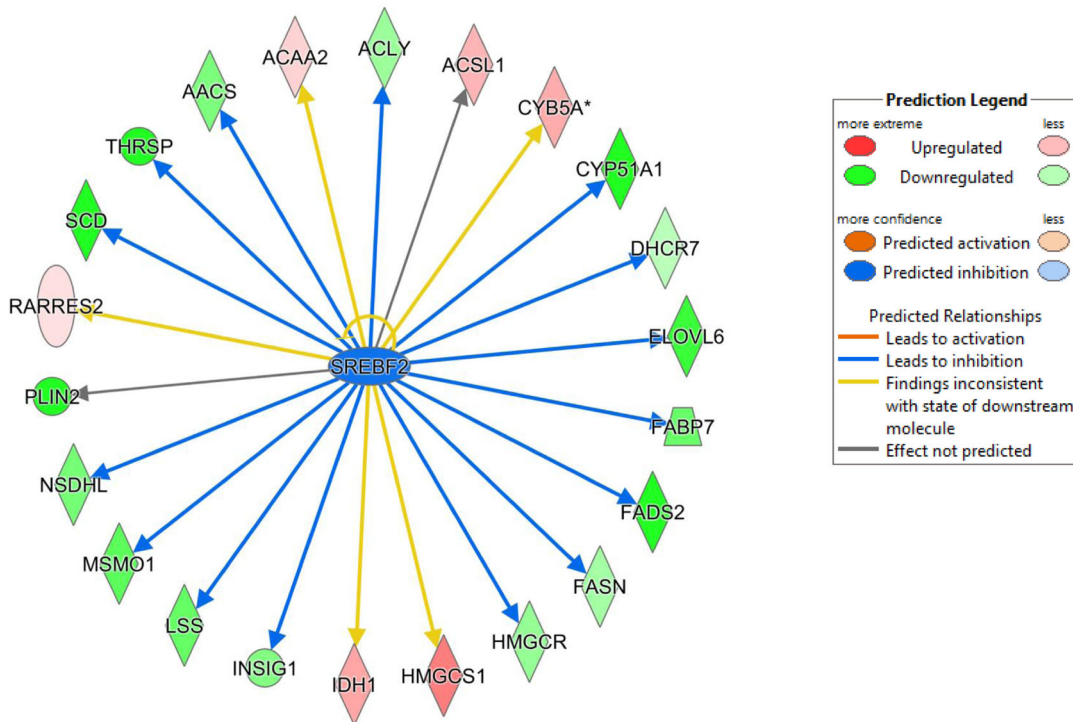 ACAA2
ACLY
ACSL1
AACS
CYB5A*
THRSP
CYP51A1
SCD
DHCR7
RARRES2
ELOVL6
SREBF2
PLIN2
FABP7
NSDHL
FADS2
MSMO1
FASN
LSS
HMGCR
INSIG1
IDH1
HMGCS1
Prediction Legend
more extreme less
Upregulated
Downregulated
more confidence less
Predicted activation
Predicted inhibition
Predicted Relationships
Leads to activation
Leads to inhibition
Findings inconsistent
with state of downstream
molecule
Effect not predicted